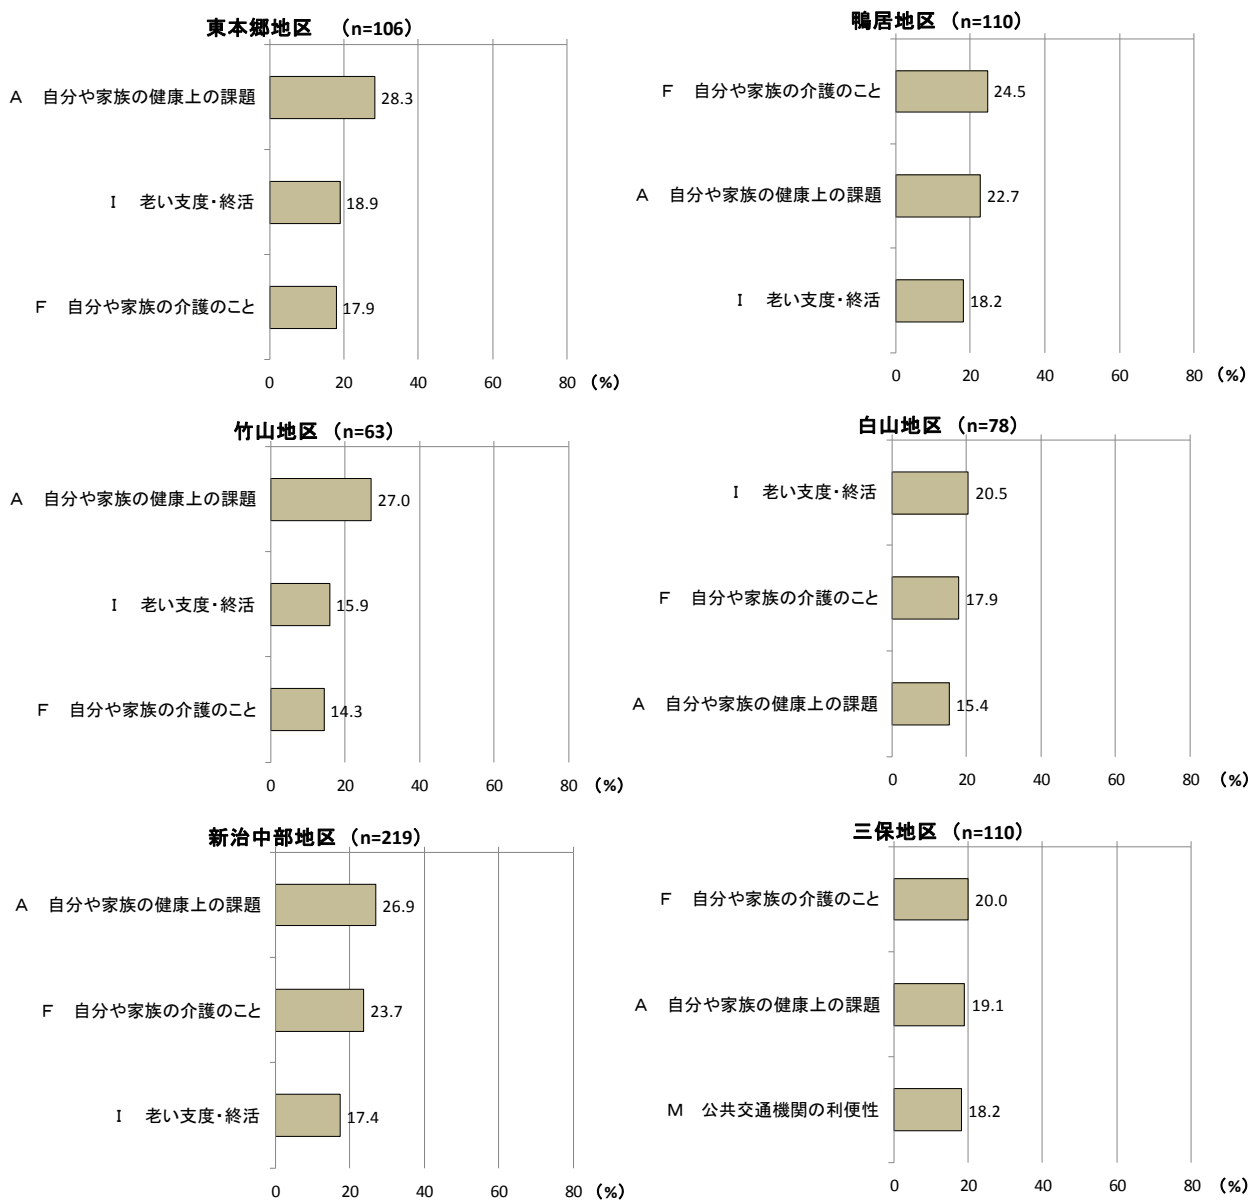 東本郷地区 (n=106)
A 自分や家族の健康上の課題 28.3
I 老い支度・終活 18.9
F 自分や家族の介護のこと 17.9
0 20 40 60 80 (%)
鴨居地区 (n=110)
F 自分や家族の介護のこと 24.5
A 自分や家族の健康上の課題 22.7
I 老い支度・終活 18.2
0 20 40 60 80 (%)
竹山地区 (n=63)
A 自分や家族の健康上の課題 27.0
I 老い支度・終活 15.9
F 自分や家族の介護のこと 14.3
0 20 40 60 80 (%)
白山地区 (n=78)
I 老い支度・終活 20.5
F 自分や家族の介護のこと 17.9
A 自分や家族の健康上の課題 15.4
0 20 40 60 80 (%)
新治中部地区 (n=219)
A 自分や家族の健康上の課題 26.9
F 自分や家族の介護のこと 23.7
I 老い支度・終活 17.4
0 20 40 60 80 (%)
三保地区 (n=110)
F 自分や家族の介護のこと 20.0
A 自分や家族の健康上の課題 19.1
M 公共交通機関の利便性 18.2
0 20 40 60 80 (%)